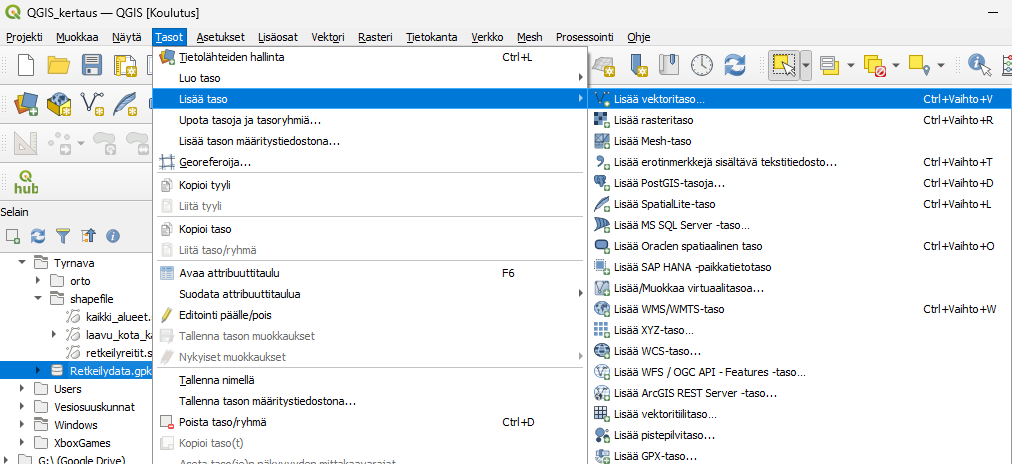 QGIS_kertaus — QGIS [Koulutus]
Projekti Muokkaa Näytä Tasot Asetukset Lisäosat Vektori Rasteri Tietokanta Verkko Mesh Prosessointi Ohje
Tietolähteiden hallinta Ctrl+L
Luo taso
Lisää taso
Upota tasoja ja tasoryhmiä...
Lisää tason määritystiedostona...
Georeferoija...
Kopioi tyyli
Liitä tyyli
Kopioi taso
Liitä taso/ryhmä
Avaa attribuuttitaulu F6
Suodata attribuuttitaulua
Editointi päälle/pois
Tallenna tason muokkaukset
Nykyiset muokkaukset
Tallenna nimellä
Tallenna tason määritystiedostona...
Poista taso/ryhmä Ctrl+D
Kopioi taso(t)
Aseta taso(je)n näkyvyyden mittakaavarajat
Lisää vektoritaso... Ctrl+Vaihto+V
Lisää rasteritaso Ctrl+Vaihto+R
Lisää Mesh-taso...
Lisää erotinmerkkejä sisältävä tekstitiedosto... Ctrl+Vaihto+T
Lisää PostGIS-tasoja... Ctrl+Vaihto+D
Lisää SpatialLite-taso Ctrl+Vaihto+L
Lisää MS SQL Server -taso...
Lisää Oraclen spatiaalinen taso Ctrl+Vaihto+O
Lisää SAP HANA -paikkatietotaso
Lisää/Muokkaa virtuaalitasoa...
Lisää WMS/WMTS-taso Ctrl+Vaihto+W
Lisää XYZ-taso...
Lisää WCS-taso...
Lisää WFS / OGC API - Features -taso...
Lisää ArcGIS REST Server -taso...
Lisää vektoritiilitaso...
Lisää pistepilvitaso...
Lisää GPX-taso...
hub
Selain
Tyrnava
orto
shapefile
kaikki_alueet.
laavu_kota_ka
retkeilyreitit.s
Retkeilydata.gpk
Users
Vesiosuuskunnat
Windows
XboxGames
G:\ (Google Drive)